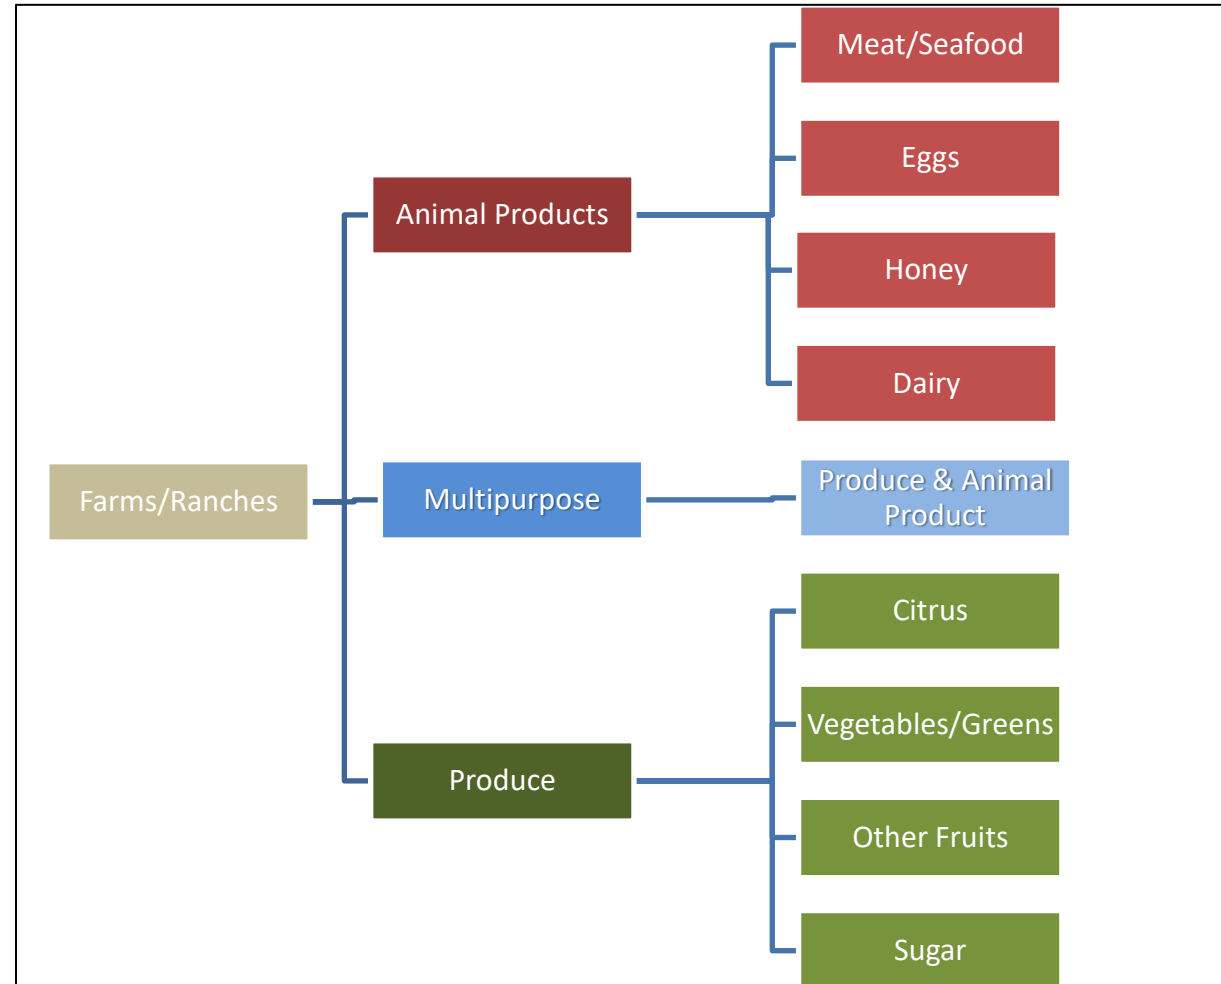 Farms/Ranches
Animal Products
Meat/Seafood
Eggs
Honey
Dairy
Multipurpose
Produce & Animal
Product
Produce
Citrus
Vegetables/Greens
Other Fruits
Sugar